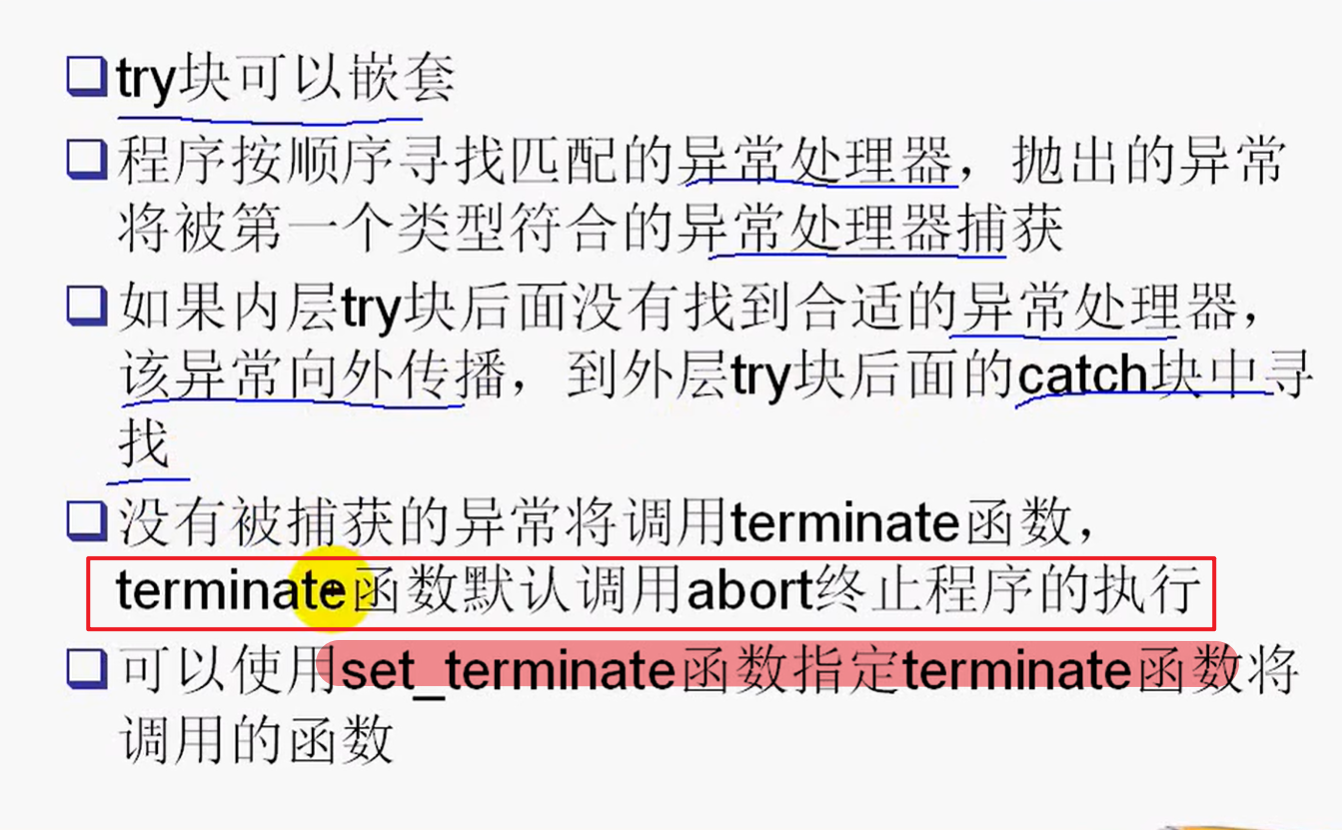 try块可以嵌套
程序按顺序寻找匹配的异常处理器，抛出的异常
将被第一个类型符合的异常处理器捕获
如果内层try块后面没有找到合适的异常处理器，
该异常向外传播，到外层try块后面的catch块中寻
找
没有被捕获的异常将调用terminate函数，
terminate函数默认调用abort终止程序的执行
可以使用set_terminate函数指定terminate函数将
调用的函数